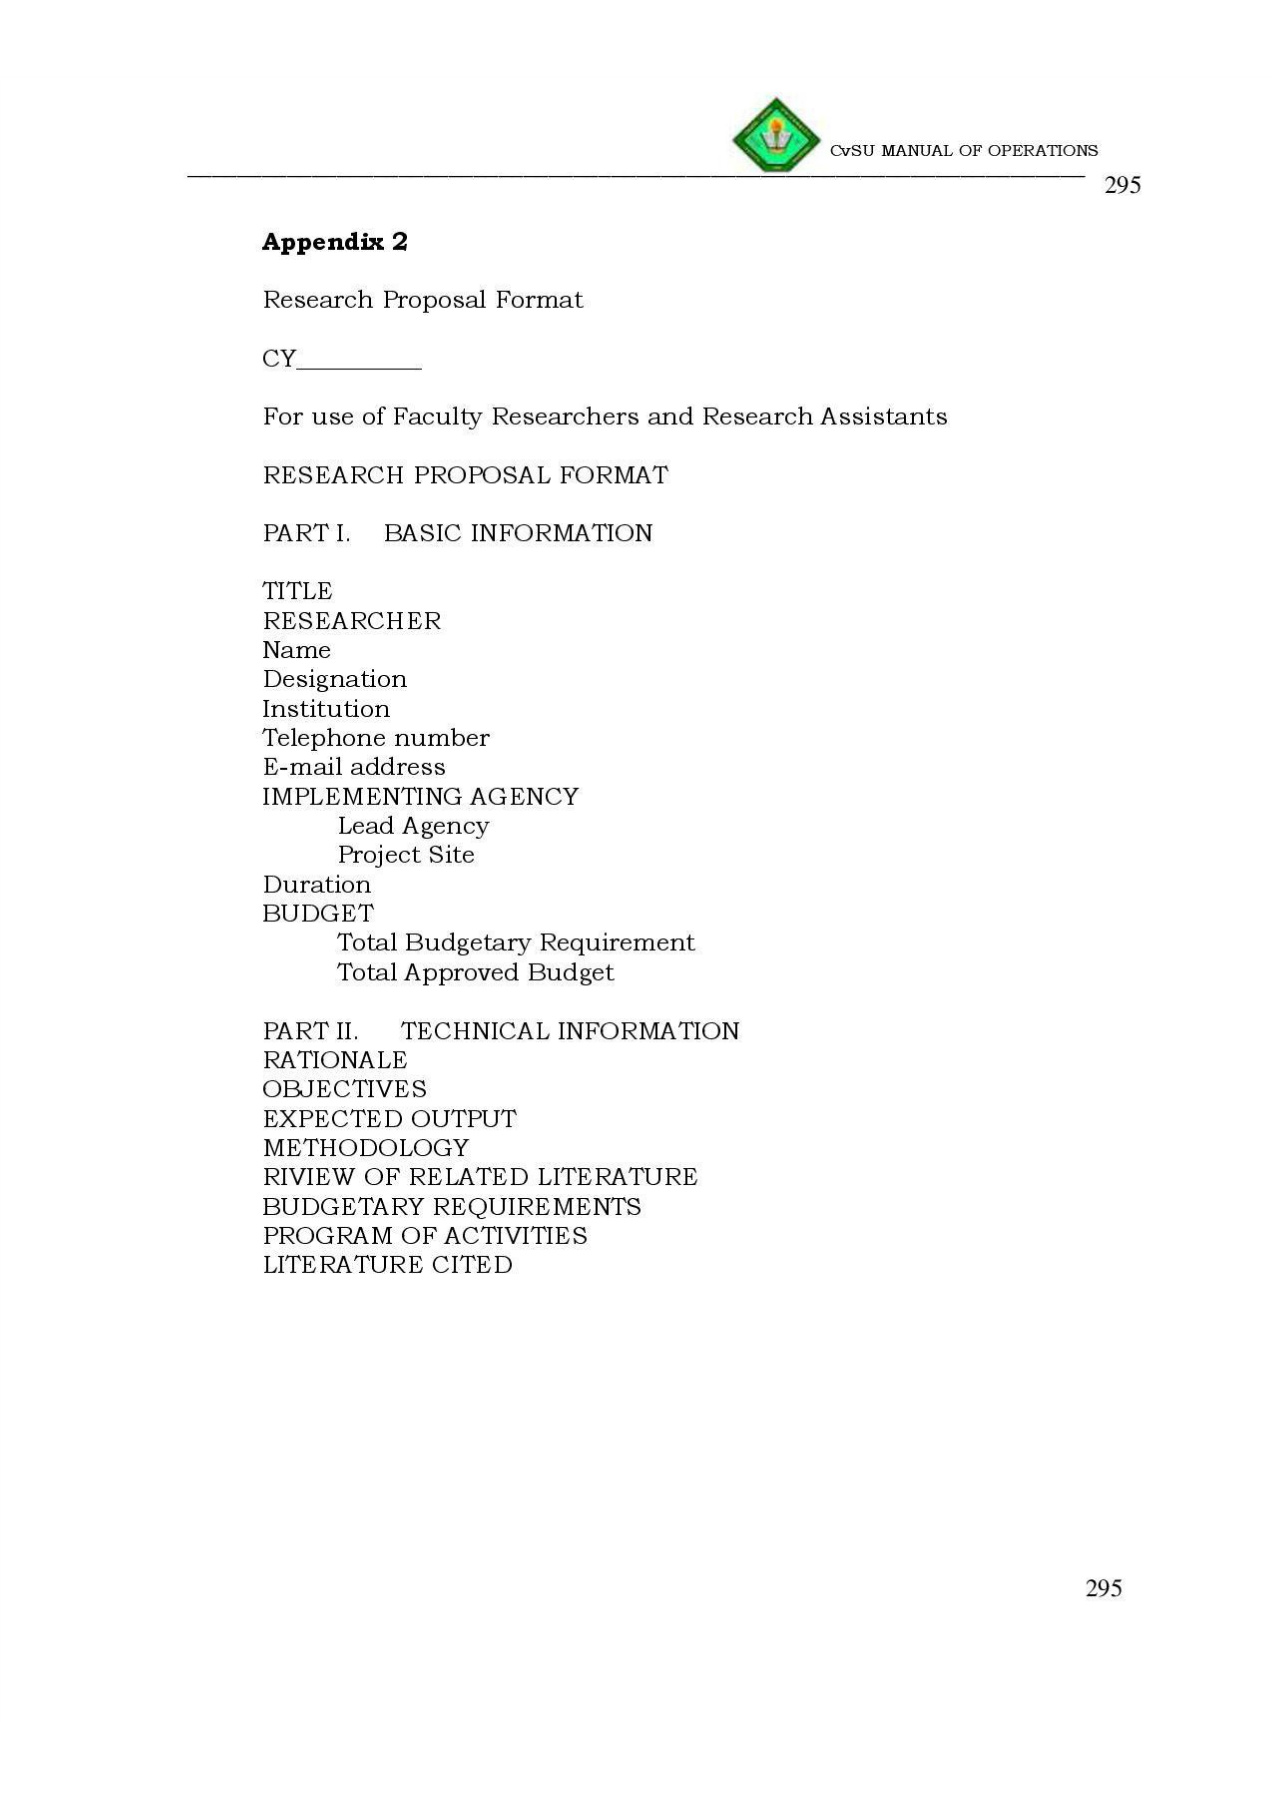 CvSU MANUAL OF OPERATIONS
295
Appendix 2
Research Proposal Format
CY__________
For use of Faculty Researchers and Research Assistants
RESEARCH PROPOSAL FORMAT
PART I. BASIC INFORMATION
TITLE
RESEARCHER
Name
Designation
Institution
Telephone number
E-mail address
IMPLEMENTING AGENCY
Lead Agency
Project Site
Duration
BUDGET
Total Budgetary Requirement
Total Approved Budget
PART II. TECHNICAL INFORMATION
RATIONALE
OBJECTIVES
EXPECTED OUTPUT
METHODOLOGY
RIVIEW OF RELATED LITERATURE
BUDGETARY REQUIREMENTS
PROGRAM OF ACTIVITIES
LITERATURE CITED
295